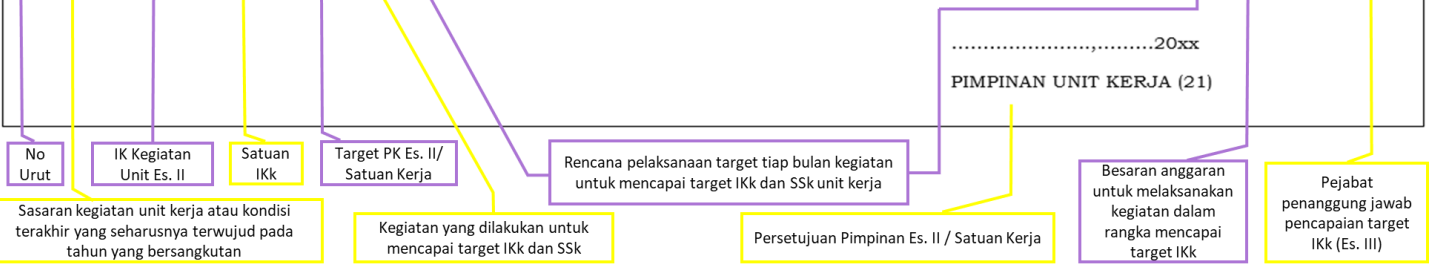 ......................,.........20xx
PIMPINAN UNIT KERJA (21)
No
Urut
IK Kegiatan
Unit Es. II
Satuan
IKk
Target PK Es. II/
Satuan Kerja
Rencana pelaksanaan target tiap bulan kegiatan
untuk mencapai target IKk dan SSk unit kerja
Besaran anggaran
untuk melaksanakan
kegiatan dalam
rangka mencapai
target IKk
Pejabat
penanggung jawab
pencapaian target
IKk (Es. III)
Sasaran kegiatan unit kerja atau kondisi
terakhir yang seharusnya terwujud pada
tahun yang bersangkutan
Kegiatan yang dilakukan untuk
mencapai target IKk dan SSk
Persetujuan Pimpinan Es. II / Satuan Kerja